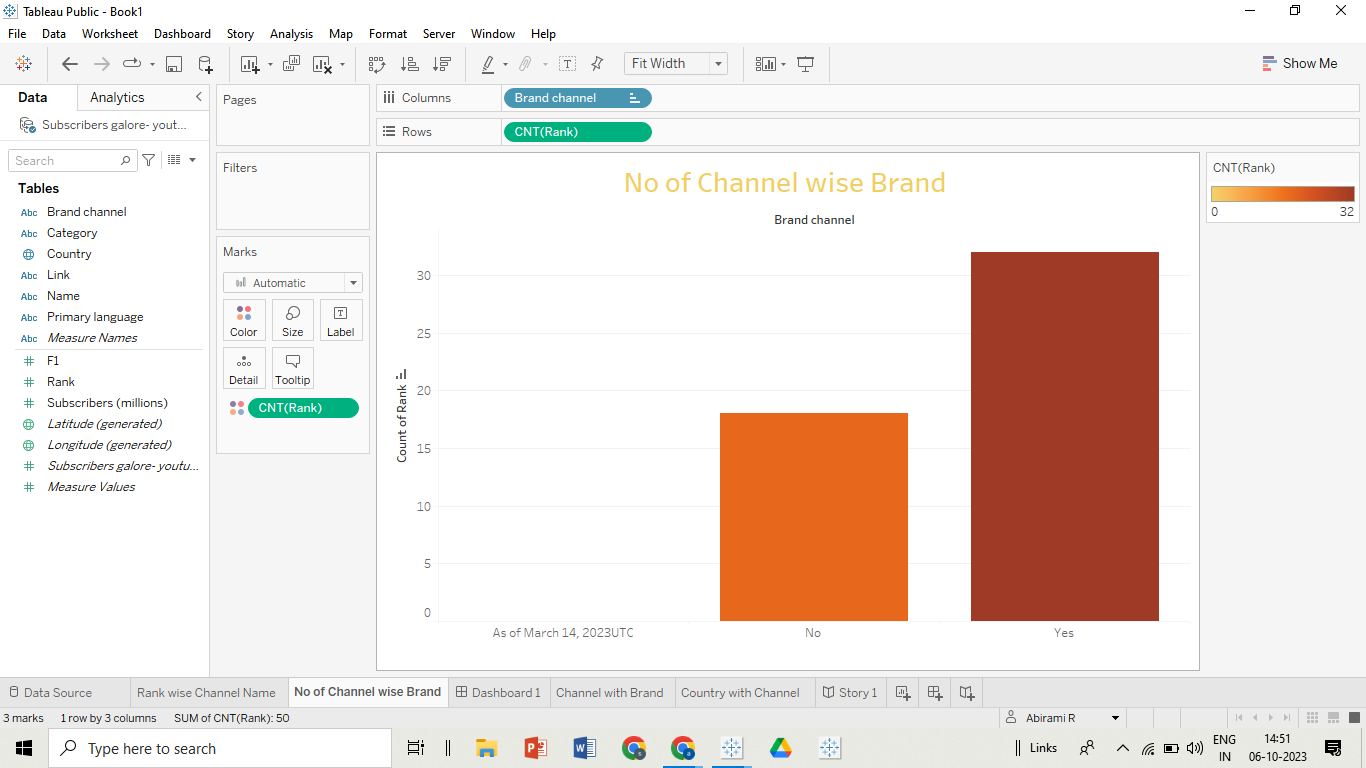 Tableau Public - Book1
File Data Worksheet Dashboard Story Analysis Map Format Server Window Help
Fit Width
Show Me
Data Analytics
Subscribers galore- yout...
Search
Tables
Abc Brand channel
Abc Category
Country
Abc Link
Abc Name
Abc Primary language
Abc Measure Names
F1
Rank
Subscribers (millions)
Latitude (generated)
Longitude (generated)
Subscribers galore- youtu...
Measure Values
Pages
Filters
Marks
Automatic
Color Size Label
Detail Tooltip
CNT(Rank)
Columns Brand channel
Rows CNT(Rank)
No of Channel wise Brand
Brand channel
Count of Rank
30
25
20
15
10
5
0
As of March 14, 2023UTC No Yes
CNT(Rank)
0 32
Data Source Rank wise Channel Name No of Channel wise Brand Dashboard 1 Channel with Brand Country with Channel Story 1
3 marks 1 row by 3 columns SUM of CNT(Rank): 50 Abirami R
Type here to search
Links
ENG
IN
14:51
06-10-2023